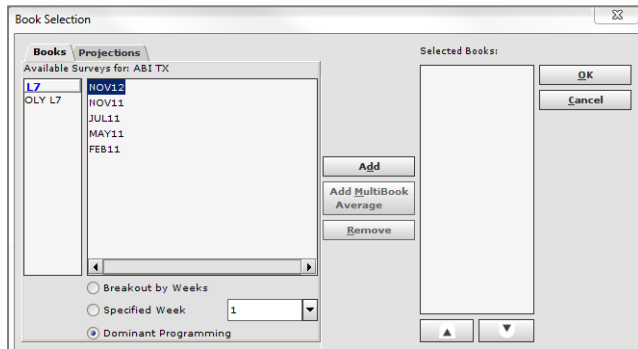 Book Selection
Books Projections
Selected Books:
Available Surveys for: ABI TX
L7
OLY L7
NOV12
NOV11
JUL11
MAY11
FEB11
OK
Cancel
Add
Add MultiBook
Average
Remove
Breakout by Weeks
Specified Week 1
Dominant Programming